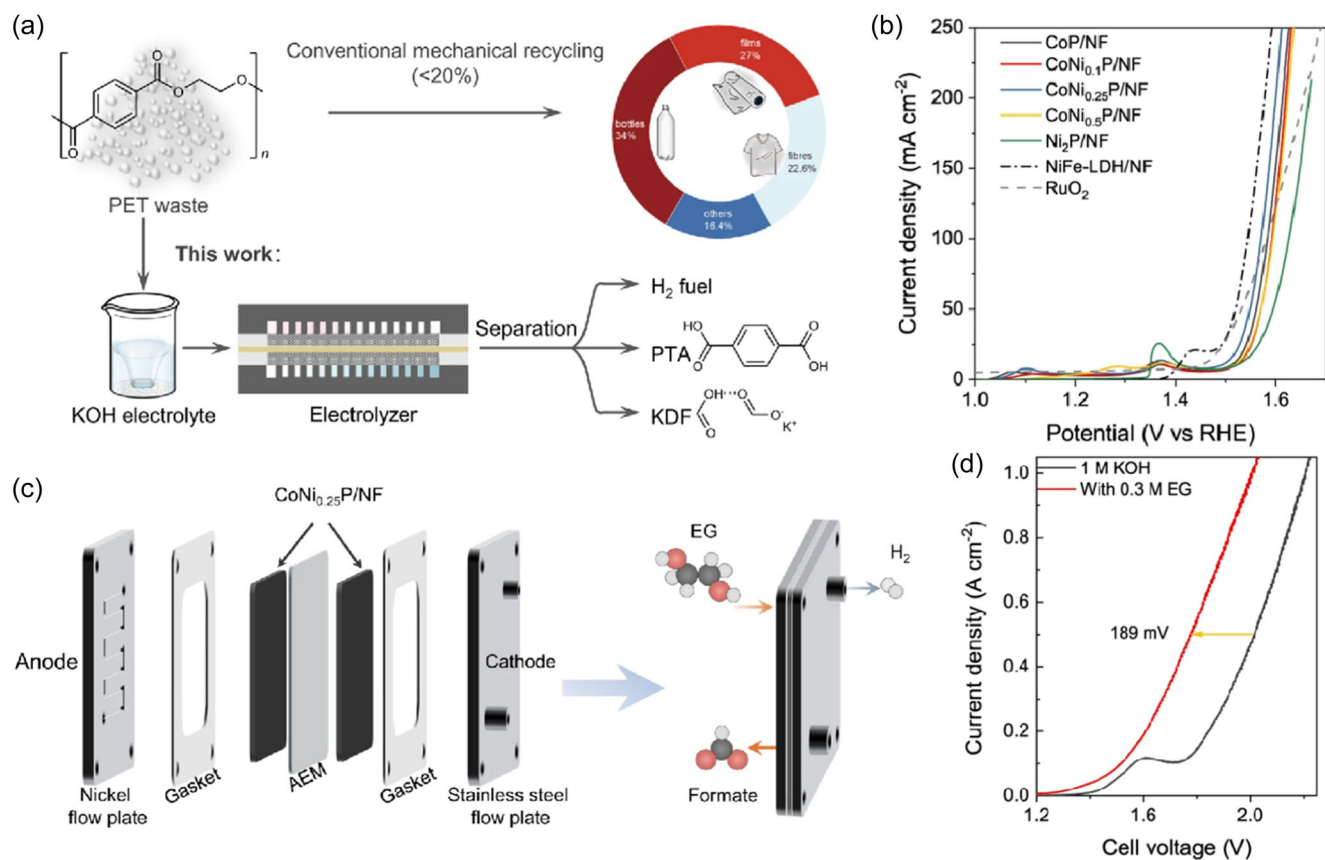 (a)
Conventional mechanical recycling
(<20%)
O
O
O
O
n
PET waste
films
27%
bottles
34%
fibres
22.6%
others
16.4%
This work:
KOH electrolyte
Electrolyzer
Separation
H₂ fuel
PTA
HO
O
O
OH
KDF
OH
O
O
O⁻
K⁺
(b)
CoP/NF
CoNi₀.₁P/NF
CoNi₀.₂₅P/NF
CoNi₀.₅P/NF
Ni₂P/NF
NiFe-LDH/NF
RuO₂
Current density (mA cm⁻²)
250
200
150
100
50
0
1.0
1.2
1.4
1.6
Potential (V vs RHE)
(c)
CoNi₀.₂₅P/NF
Anode
Cathode
Nickel
flow plate
Gasket
AEM
Gasket
Stainless steel
flow plate
EG
H₂
Formate
(d)
1 M KOH
With 0.3 M EG
189 mV
Current density (A cm⁻²)
1.0
0.8
0.6
0.4
0.2
0.0
1.2
1.6
2.0
Cell voltage (V)